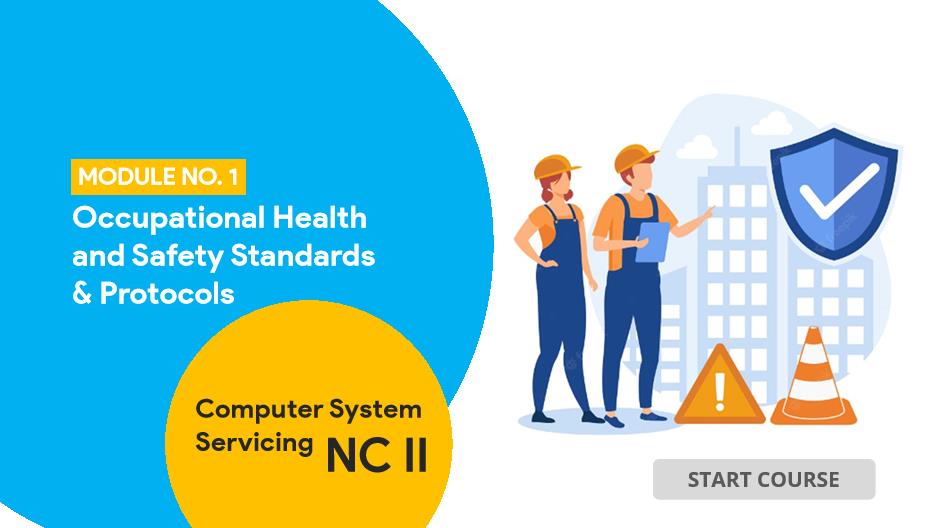 MODULE NO. 1
Occupational Health
and Safety Standards
& Protocols
Computer System
Servicing NC II
START COURSE